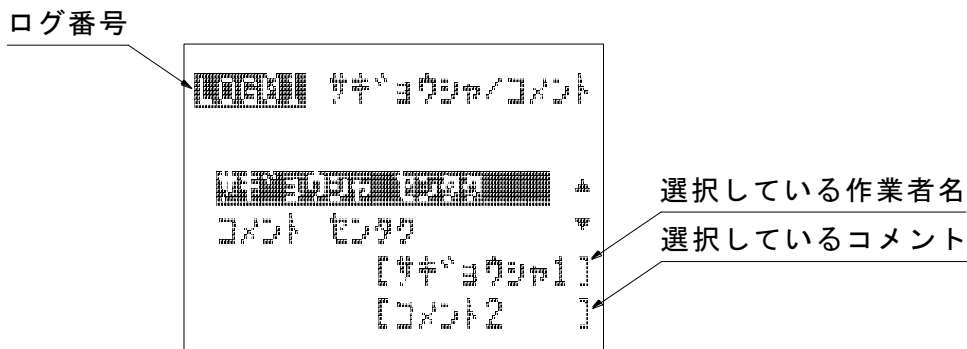 ログ番号
LOG№1 サギョウシャ/コメント
サギョウシャ センタク ▲
コメント センタク ▼
選択している作業者名
選択しているコメント
[サギョウシャ1 ]
[コメント2 ]